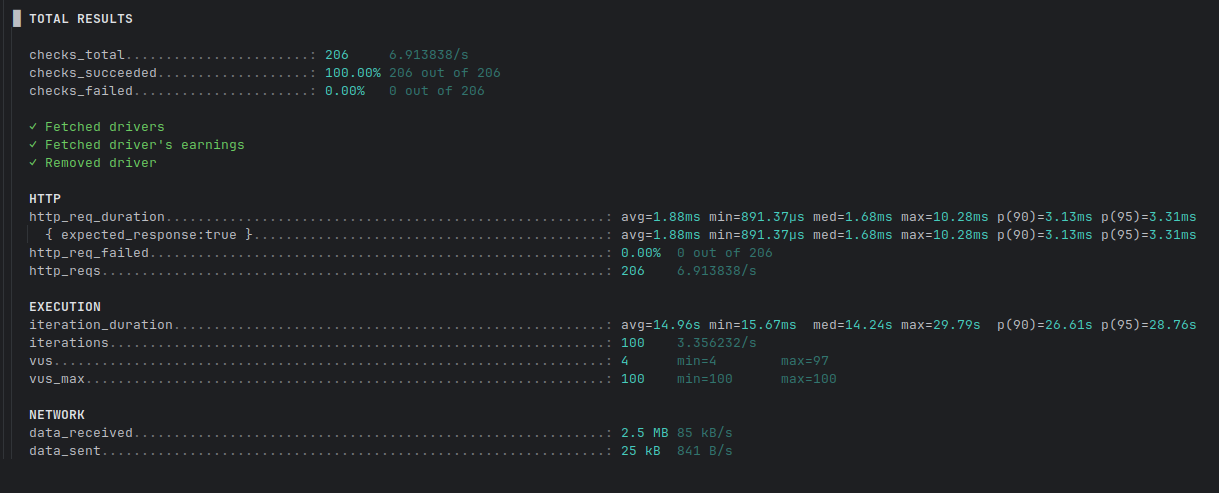 TOTAL RESULTS
checks_total.......................: 206     6.913838/s
checks_succeeded...................: 100.00% 206 out of 206
checks_failed......................: 0.00%   0 out of 206
✓ Fetched drivers
✓ Fetched driver's earnings
✓ Removed driver
HTTP
http_req_duration.......................................................: avg=1.88ms min=891.37µs med=1.68ms max=10.28ms p(90)=3.13ms p(95)=3.31ms
{ expected_response:true }............................................: avg=1.88ms min=891.37µs med=1.68ms max=10.28ms p(90)=3.13ms p(95)=3.31ms
http_req_failed.........................................................: 0.00%  0 out of 206
http_reqs...............................................................: 206    6.913838/s
EXECUTION
iteration_duration......................................................: avg=14.96s min=15.67ms  med=14.24s max=29.79s  p(90)=26.61s p(95)=28.76s
iterations..............................................................: 100    3.356232/s
vus.....................................................................: 4      min=4        max=97
vus_max.................................................................: 100    min=100      max=100
NETWORK
data_received...........................................................: 2.5 MB 85 kB/s
data_sent...............................................................: 25 kB  841 B/s